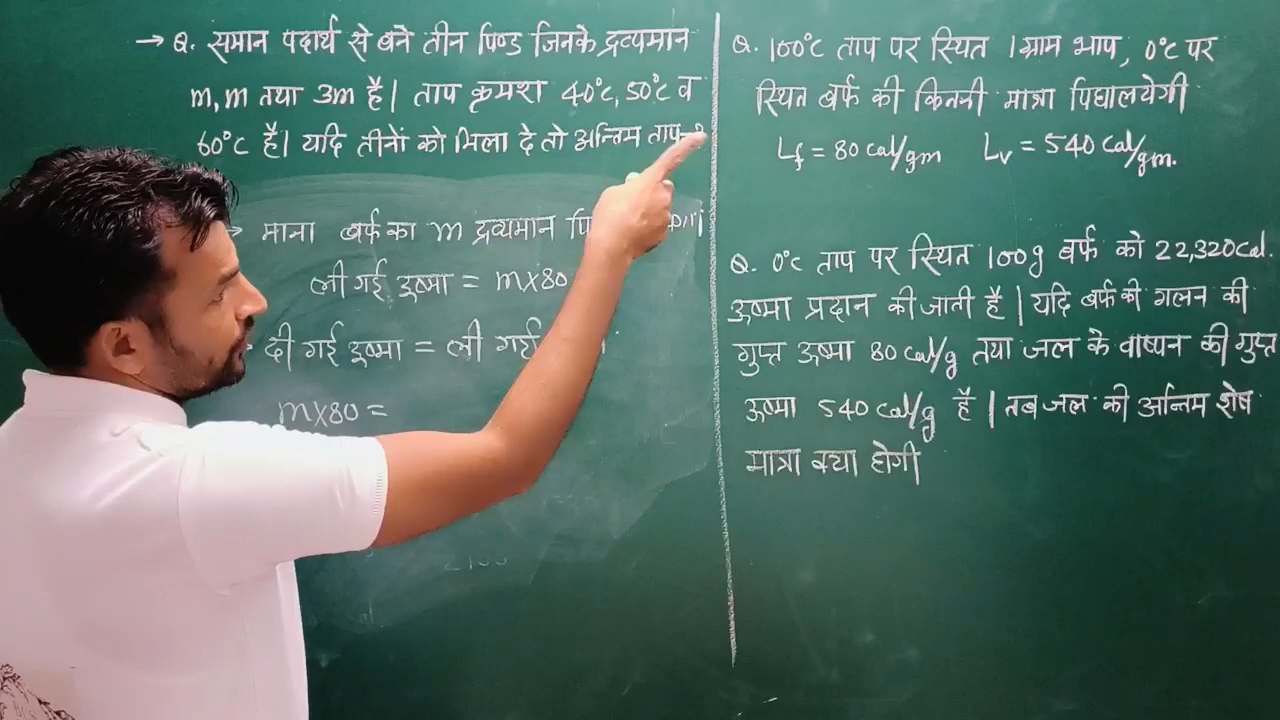 → Q. समान पदार्थ से बने तीन पिण्ड जिनके द्रव्यमान
m, m तथा 3m है। ताप क्रमश 40°C, 50°C व
60°C है। यदि तीनों को मिला दे तो अन्तिम ताप
→ माना बर्फ का m द्रव्यमान
ली गई ऊष्मा = m×80
दी गई ऊष्मा = ली गई
m×80 =
Q. 100°C ताप पर स्थित 1ग्राम भाप, 0°C पर
स्थित बर्फ की कितनी मात्रा पिघालयेगी
Lf = 80 cal/gm Lv = 540 cal/gm.
Q. 0°C ताप पर स्थित 100g बर्फ को 22,320 cal.
ऊष्मा प्रदान की जाती है। यदि बर्फ की गलन की
गुप्त ऊष्मा 80 cal/g तथा जल के वाष्पन की गुप्त
ऊष्मा 540 cal/g है। तब जल की अन्तिम शेष
मात्रा क्या होगी